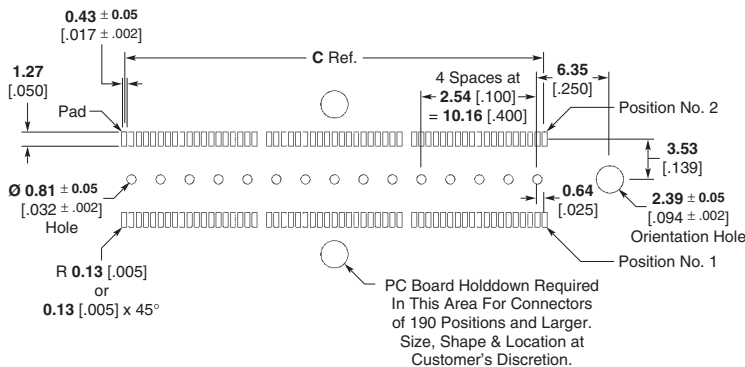 0.43 ± 0.05
[.017 ± .002]
C Ref.
1.27
[.050]
4 Spaces at
2.54 [.100]
= 10.16 [.400]
6.35
[.250]
Pad
Position No. 2
3.53
[.139]
Ø 0.81 ± 0.05
[.032 ± .002]
Hole
0.64
[.025]
2.39 ± 0.05
[.094 ± .002]
Orientation Hole
R 0.13 [.005]
or
0.13 [.005] x 45°
Position No. 1
PC Board Holddown Required
In This Area For Connectors
of 190 Positions and Larger.
Size, Shape & Location at
Customer's Discretion.